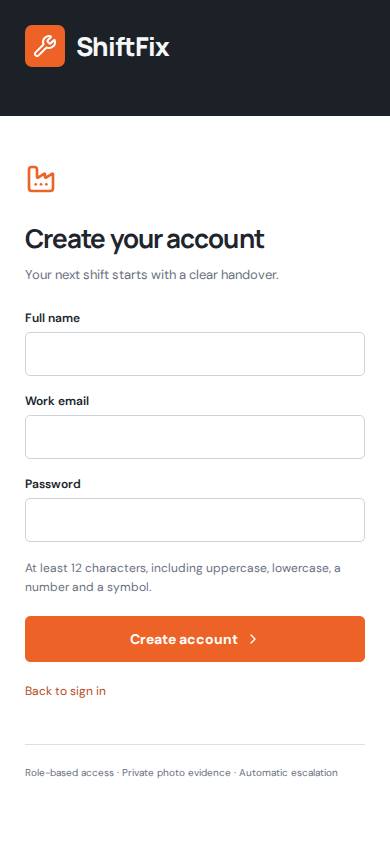 ShiftFix
Create your account
Your next shift starts with a clear handover.
Full name
Work email
Password
At least 12 characters, including uppercase, lowercase, a
number and a symbol.
Create account
Back to sign in
Role-based access · Private photo evidence · Automatic escalation